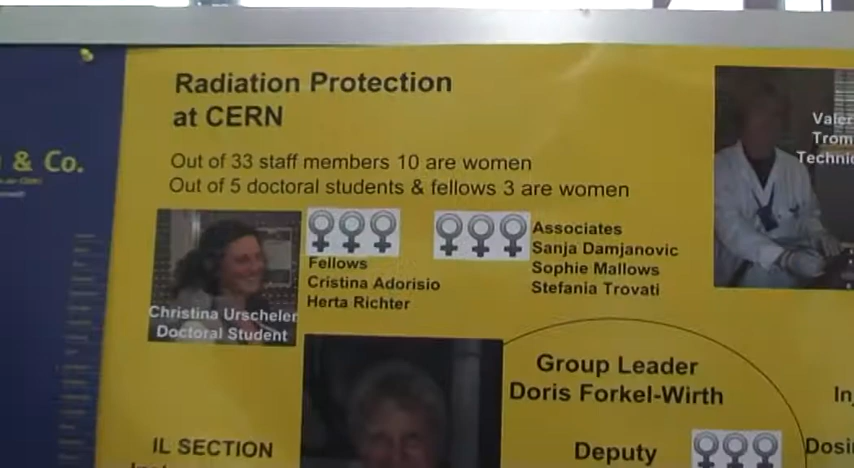 Radiation Protection
at CERN
Out of 33 staff members 10 are women
Out of 5 doctoral students & fellows 3 are women
& Co.
Christina Urscheler
Doctoral Student
Fellows
Cristina Adorisio
Herta Richter
Associates
Sanja Damjanovic
Sophie Mallows
Stefania Trovati
Group Leader
Doris Forkel-Wirth
Deputy
IL SECTION